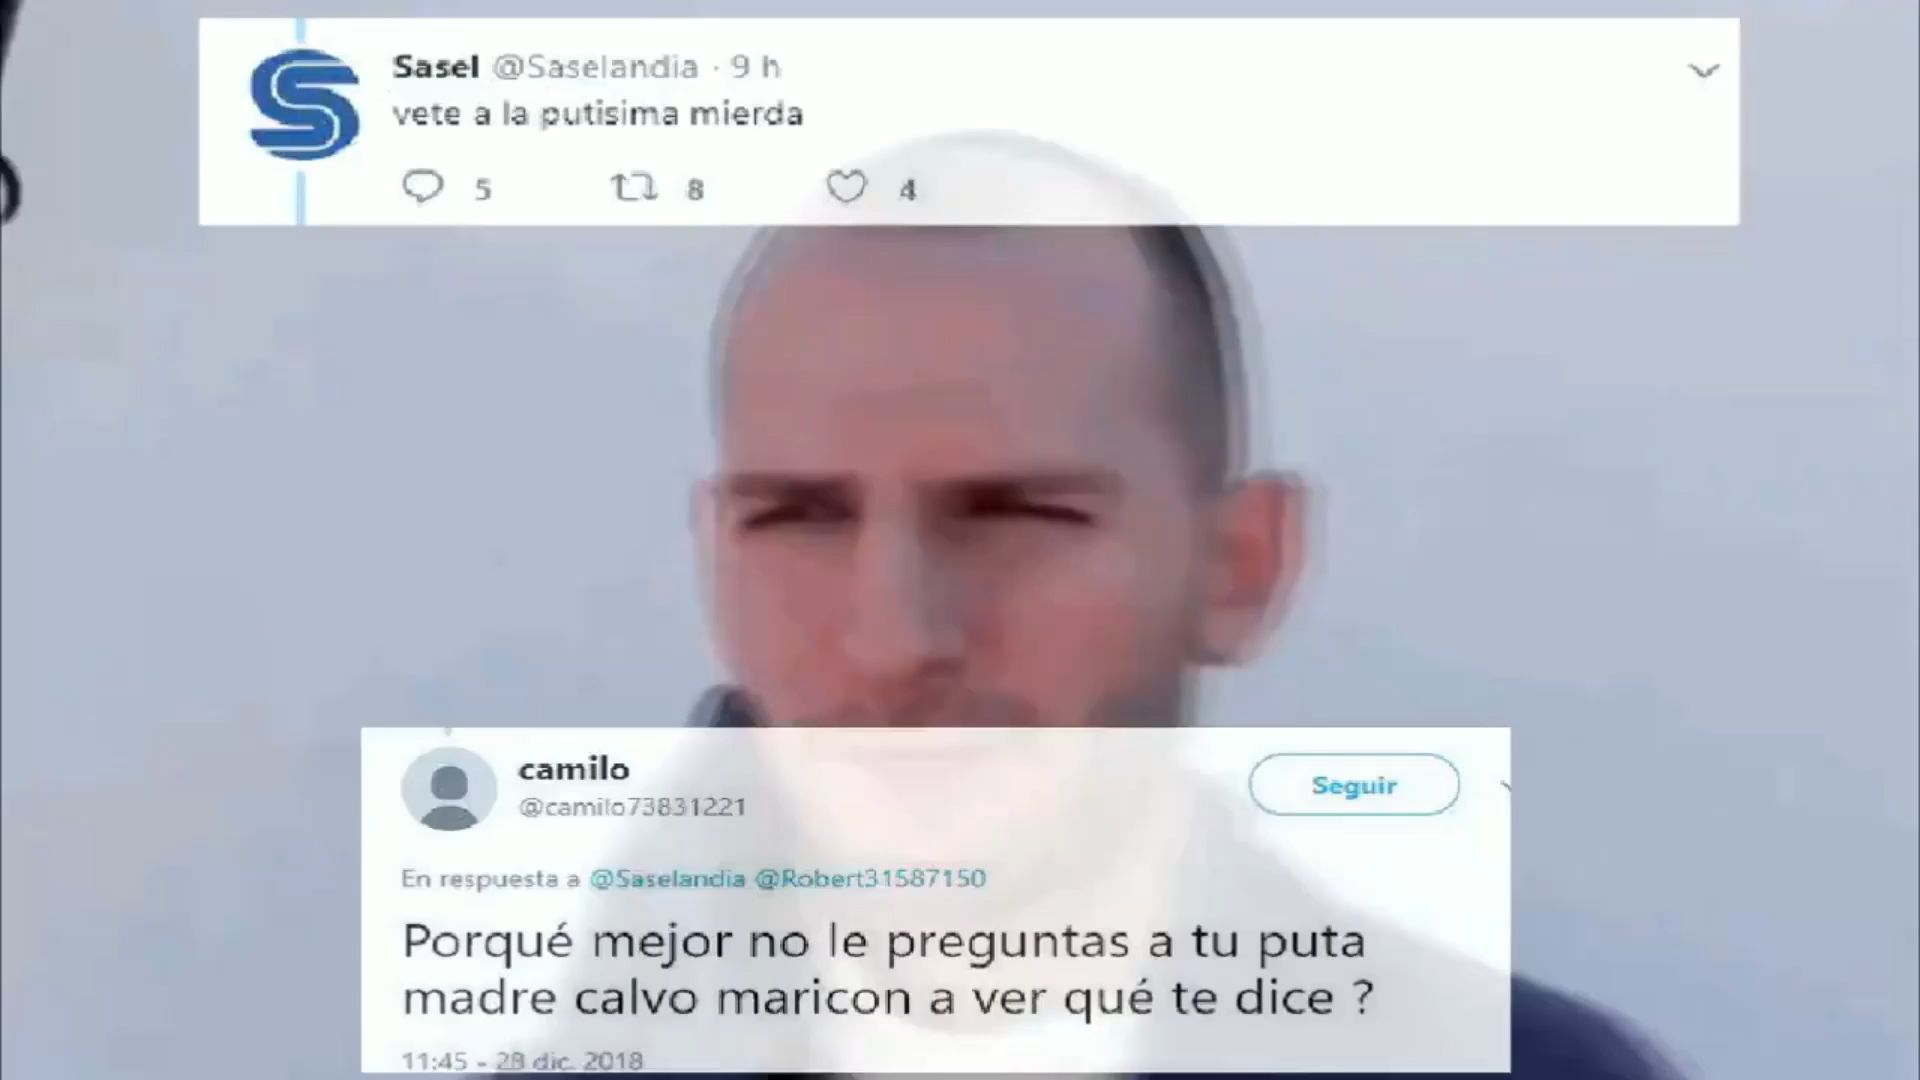 Sasel @Saselandia · 9 h
vete a la putisima mierda
5 8 4
camilo
@camilo73831221
Seguir
En respuesta a @Saselandia @Robert31587150
Porqué mejor no le preguntas a tu puta
madre calvo maricon a ver qué te dice ?
11:45 - 28 dic. 2018